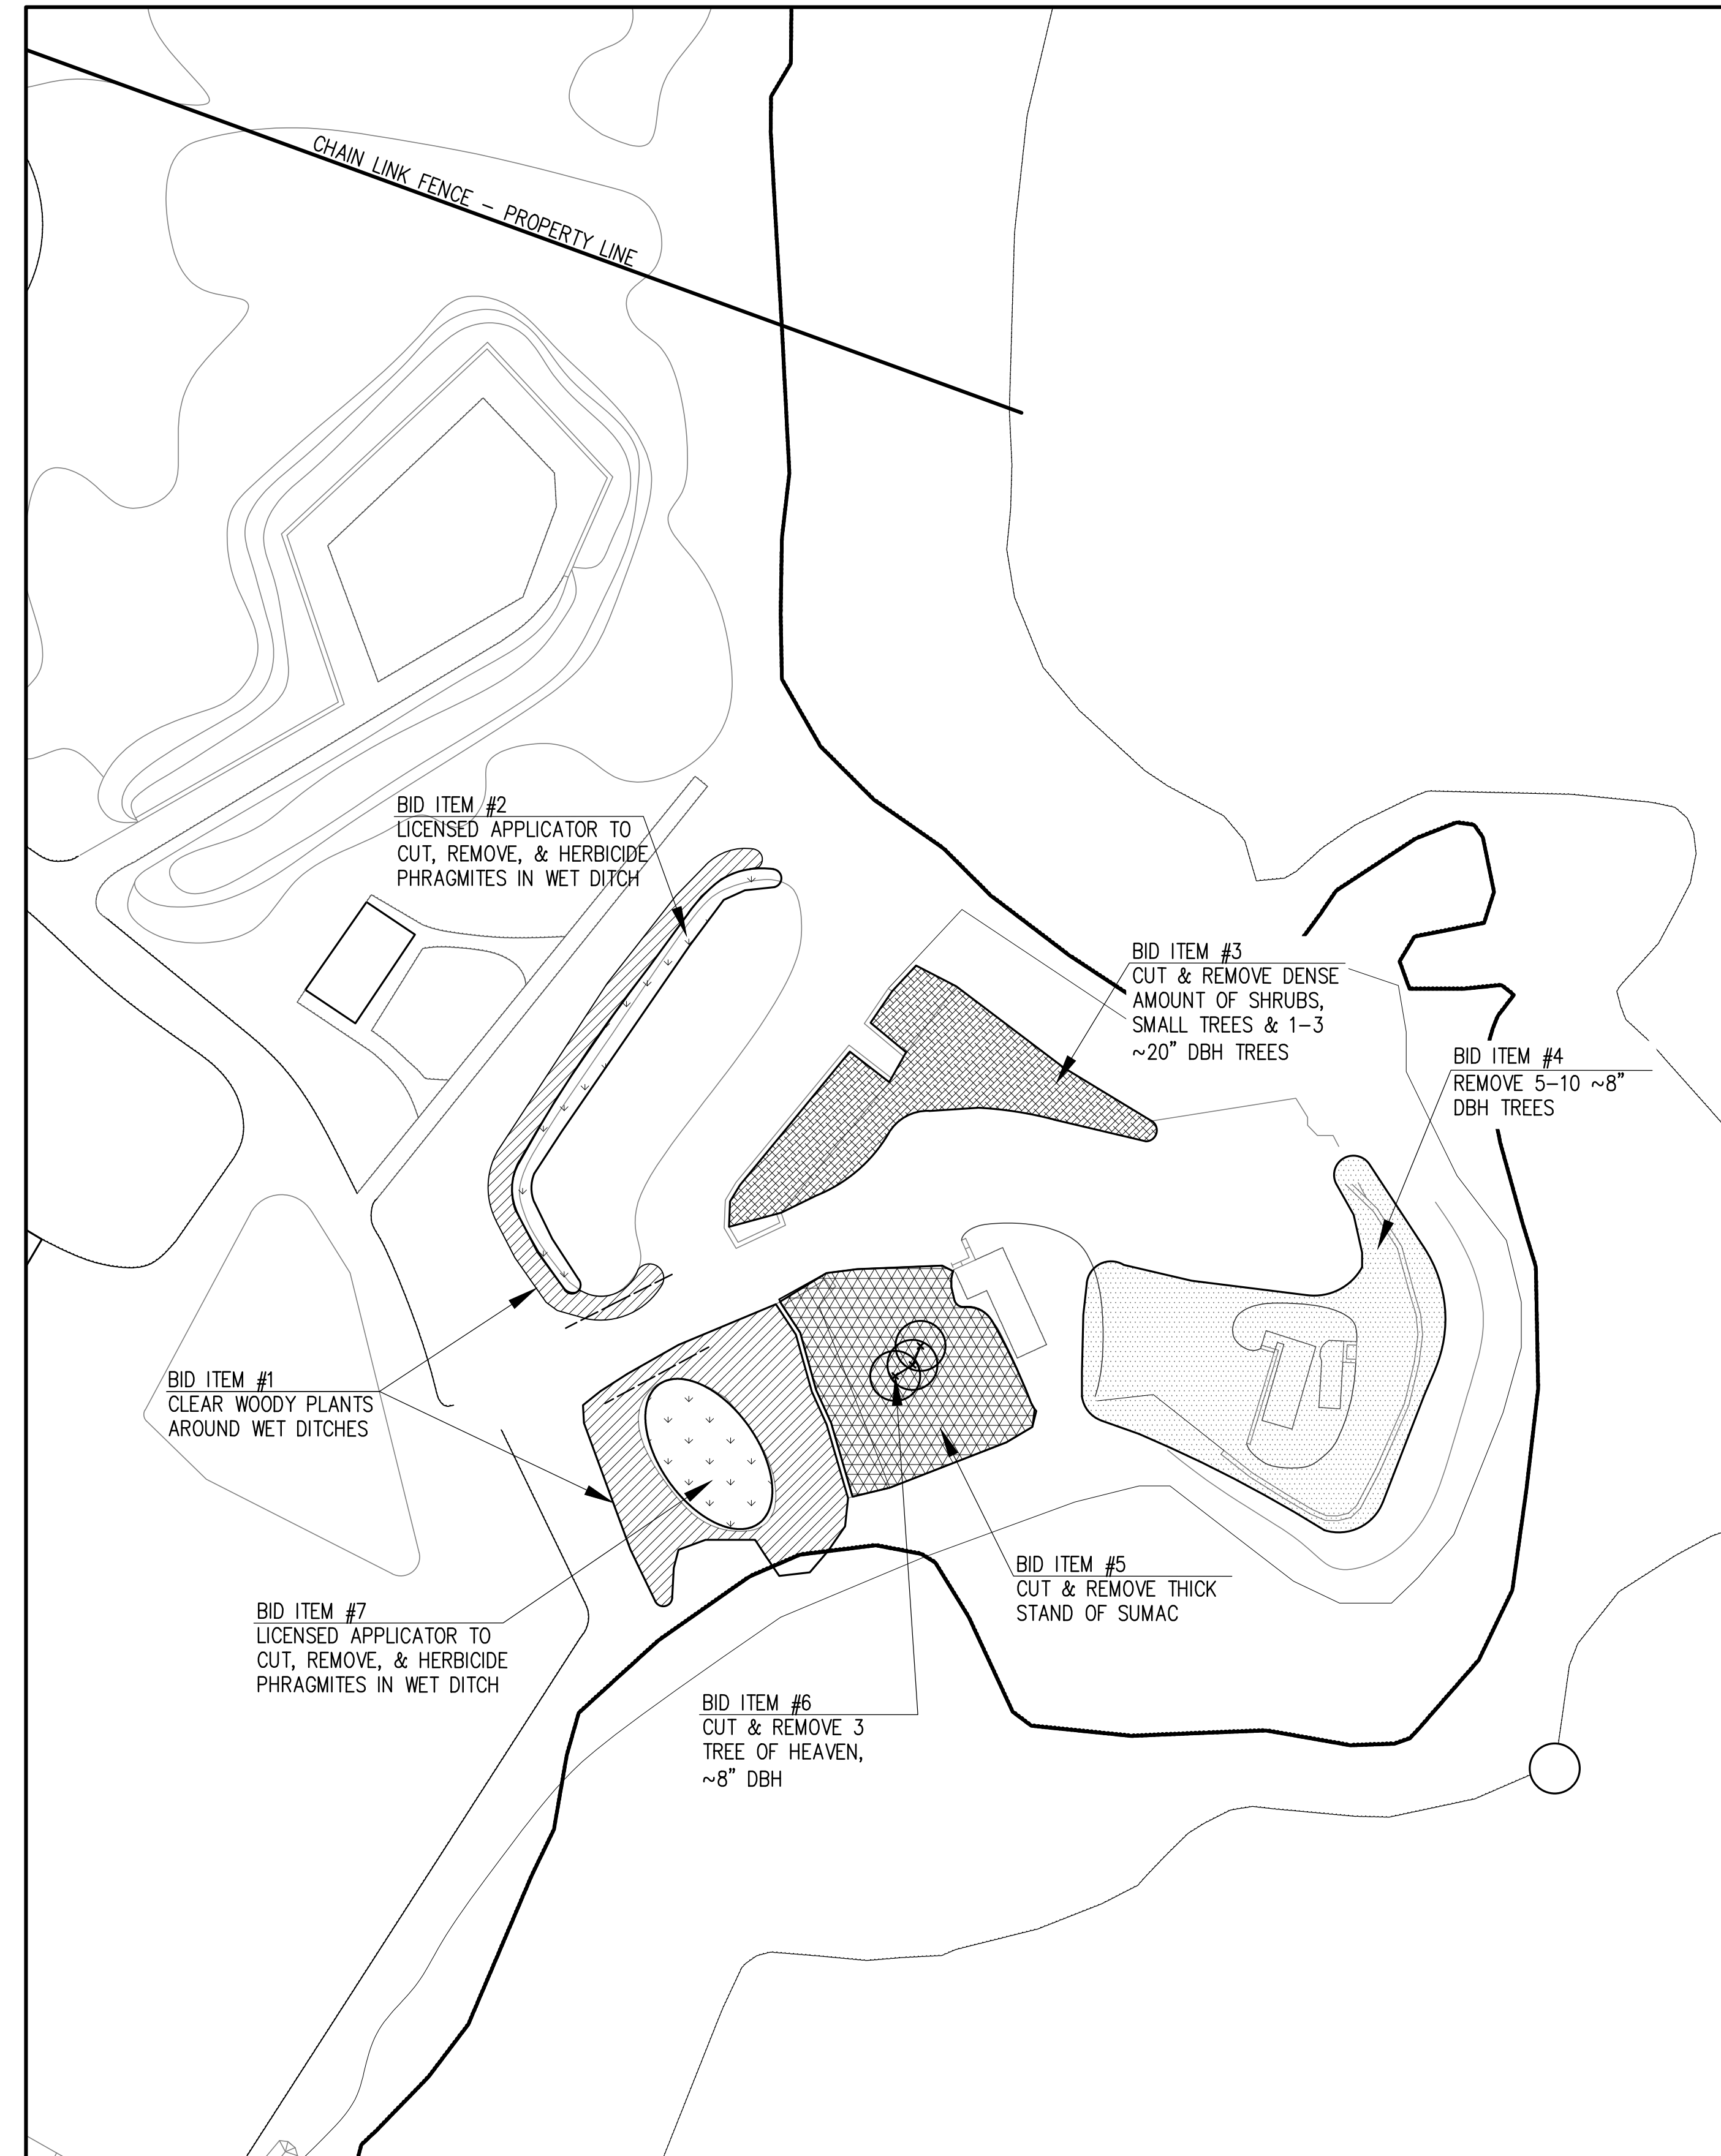 CHAIN LINK FENCE – PROPERTY LINE
BID ITEM #2
LICENSED APPLICATOR TO
CUT, REMOVE, & HERBICIDE
PHRAGMITES IN WET DITCH
BID ITEM #3
CUT & REMOVE DENSE
AMOUNT OF SHRUBS,
SMALL TREES & 1–3
~20" DBH TREES
BID ITEM #4
REMOVE 5–10 ~8"
DBH TREES
BID ITEM #1
CLEAR WOODY PLANTS
AROUND WET DITCHES
BID ITEM #5
CUT & REMOVE THICK
STAND OF SUMAC
BID ITEM #7
LICENSED APPLICATOR TO
CUT, REMOVE, & HERBICIDE
PHRAGMITES IN WET DITCH
BID ITEM #6
CUT & REMOVE 3
TREE OF HEAVEN,
~8" DBH